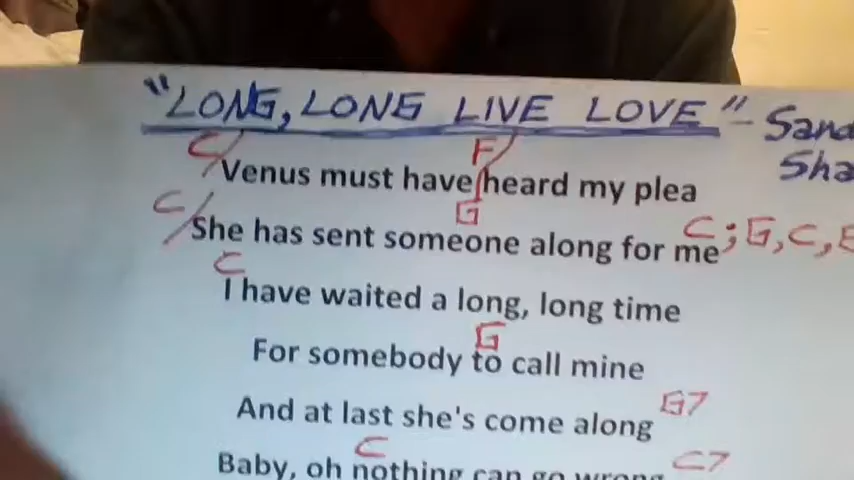 "LONG, LONG LIVE LOVE" - Sand
Sha
C F
Venus must have heard my plea
C G C; G, C,
She has sent someone along for me
C
I have waited a long, long time
G
For somebody to call mine
G7
And at last she's come along
C C7
Baby, oh nothing can go wrong